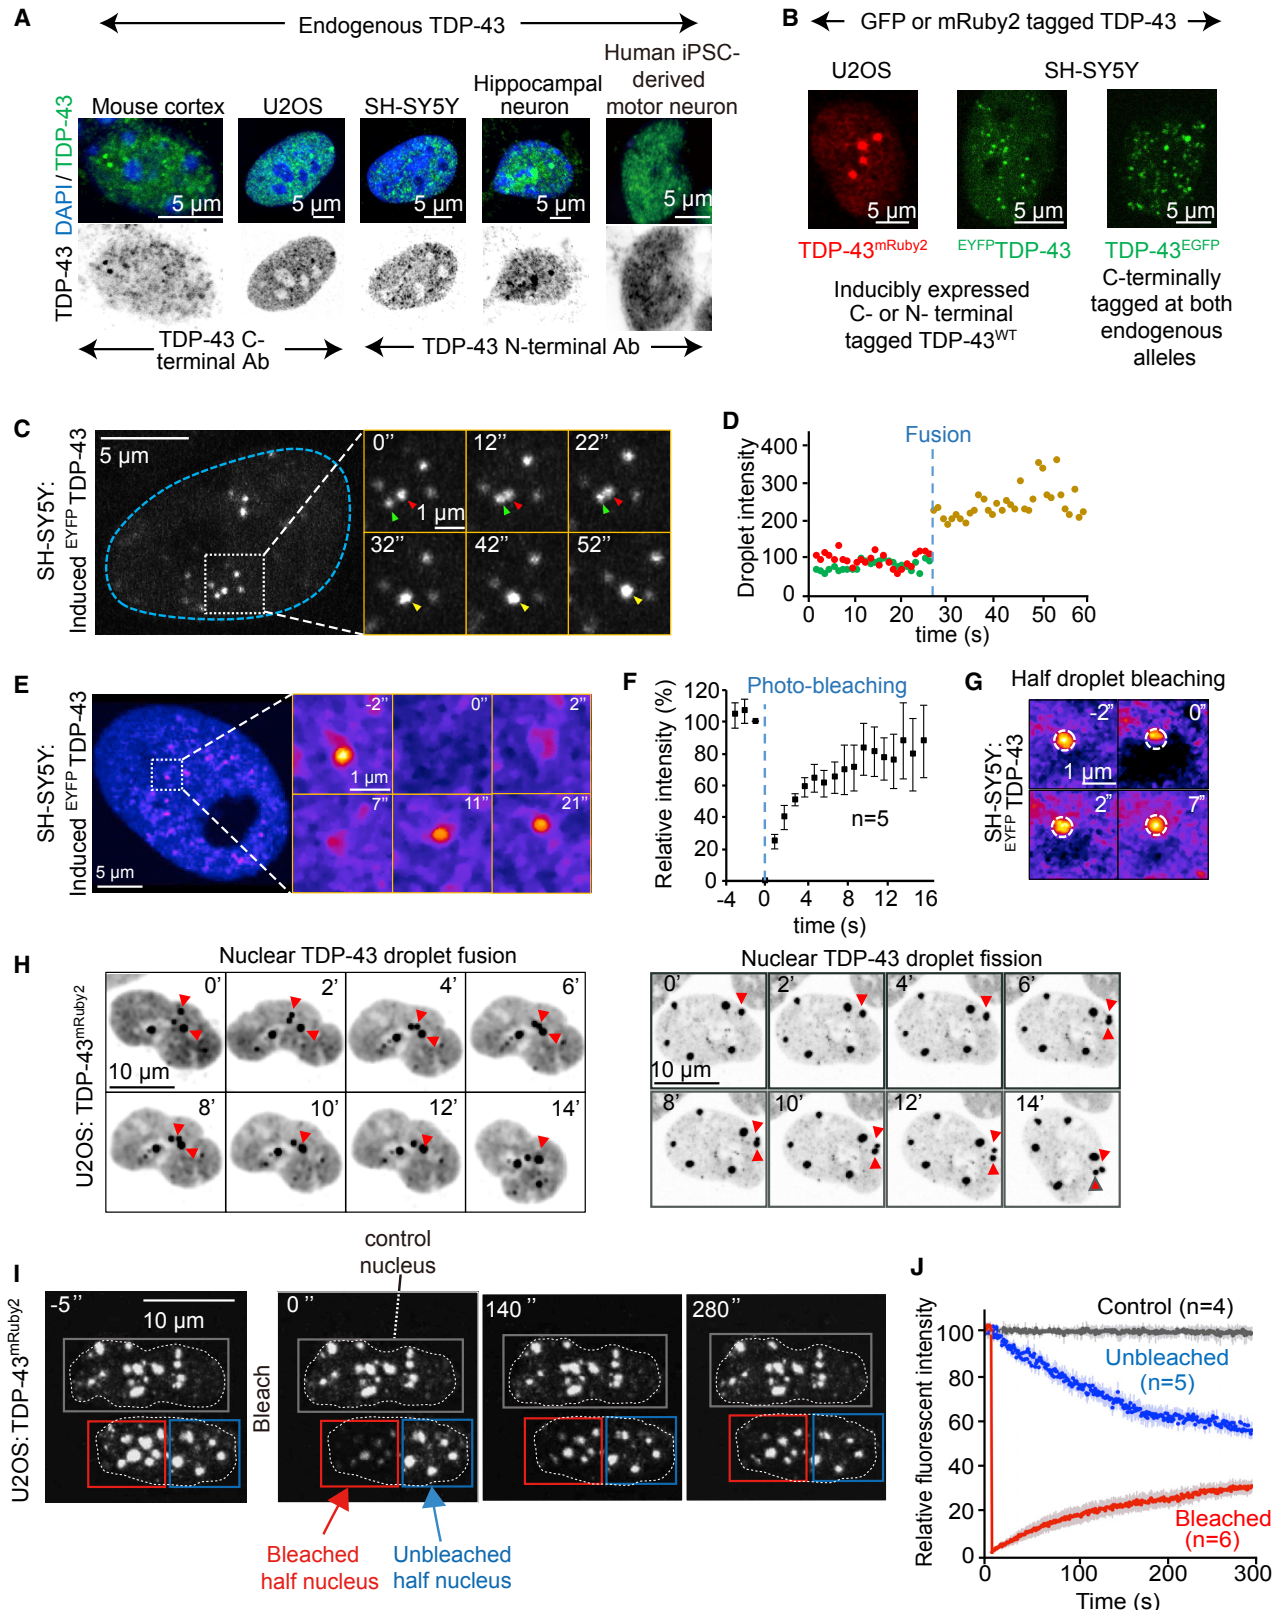 A
Endogenous TDP-43
Mouse cortex
U2OS
SH-SY5Y
Hippocampal
neuron
Human iPSC-
derived
motor neuron
DAPI / TDP-43
5 µm
5 µm
5 µm
5 µm
5 µm
TDP-43
TDP-43 C-
terminal Ab
TDP-43 N-terminal Ab
B
GFP or mRuby2 tagged TDP-43
U2OS
SH-SY5Y
5 µm
5 µm
5 µm
TDP-43mRuby2
EYFPTDP-43
TDP-43EGFP
Inducibly expressed
C- or N- terminal
tagged TDP-43WT
C-terminally
tagged at both
endogenous
alleles
C
SH-SY5Y:
Induced EYFP TDP-43
5 µm
0’’
12’’
22’’
1 µm
32’’
42’’
52’’
D
Fusion
Droplet intensity
400
300
200
100
0
0
10
20
30
40
50
60
time (s)
E
SH-SY5Y:
Induced EYFP TDP-43
5 µm
-2’’
0’’
2’’
1 µm
7’’
11’’
21’’
F
Photo-bleaching
Relative intensity (%)
120
100
80
60
40
20
0
n=5
-4
0
4
8
12
16
time (s)
G
Half droplet bleaching
SH-SY5Y:
EYFPTDP-43
-2’’
0’’
1 µm
2’’
7’’
H
Nuclear TDP-43 droplet fusion
U2OS: TDP-43mRuby2
0’
2’
4’
6’
10 µm
8’
10’
12’
14’
Nuclear TDP-43 droplet fission
0’
2’
4’
6’
10 µm
8’
10’
12’
14’
I
control
nucleus
U2OS: TDP-43mRuby2
-5’’
10 µm
Bleach
0’’
140’’
280’’
Bleached
half nucleus
Unbleached
half nucleus
J
Relative fluorescent intensity
100
80
60
40
20
0
Control (n=4)
Unbleached
(n=5)
Bleached
(n=6)
0
100
200
300
Time (s)